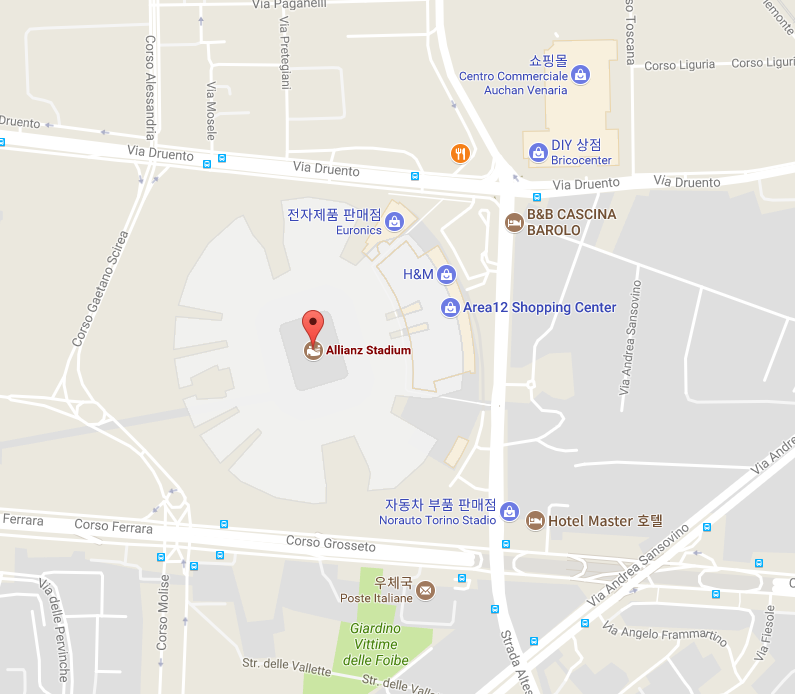 Via Paganelli
Corso Toscana
Piemonte
Corso Alessandria
Via Pretegiani
Via Mosele
쇼핑몰
Centro Commerciale
Auchan Venaria
Corso Liguria
Corso Liguria
Druento
Via Druento
Via Druento
DIY 상점
Bricocenter
Via Druento
Via Druento
전자제품 판매점
Euronics
B&B CASCINA
BAROLO
Corso Gaetano Scirea
H&M
Area12 Shopping Center
Via Andrea Sansovino
Allianz Stadium
Via Andre
자동차 부품 판매점
Norauto Torino Stadio
Hotel Master 호텔
Ferrara
Corso Ferrara
Corso Grosseto
Via Andrea Sansovino
우체국
Poste Italiane
Via delle Pervinche
Corso Molise
Giardino
Vittime
delle Foibe
Via Angelo Frammartino
Via Fiesole
Str. delle Vallette
Str. delle Va
Strada Altes
C